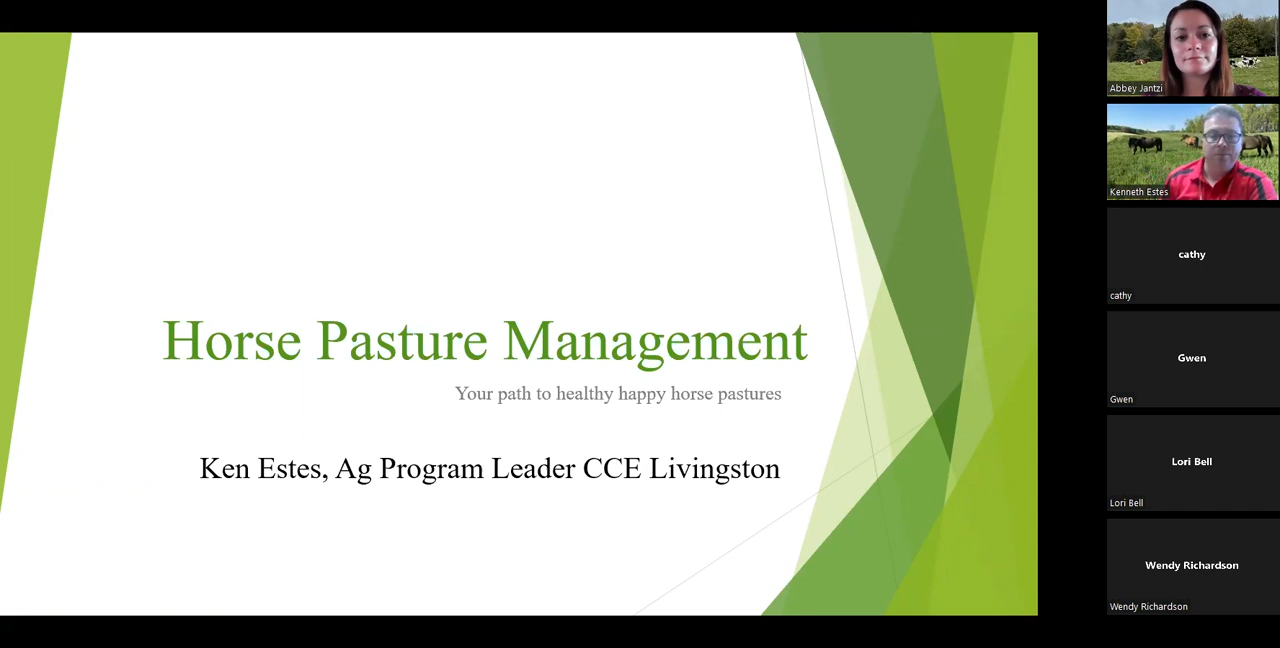 Horse Pasture Management
Your path to healthy happy horse pastures
Ken Estes, Ag Program Leader CCE Livingston
Abbey Jantzi
Kenneth Estes
cathy
cathy
Gwen
Gwen
Lori Bell
Lori Bell
Wendy Richardson
Wendy Richardson